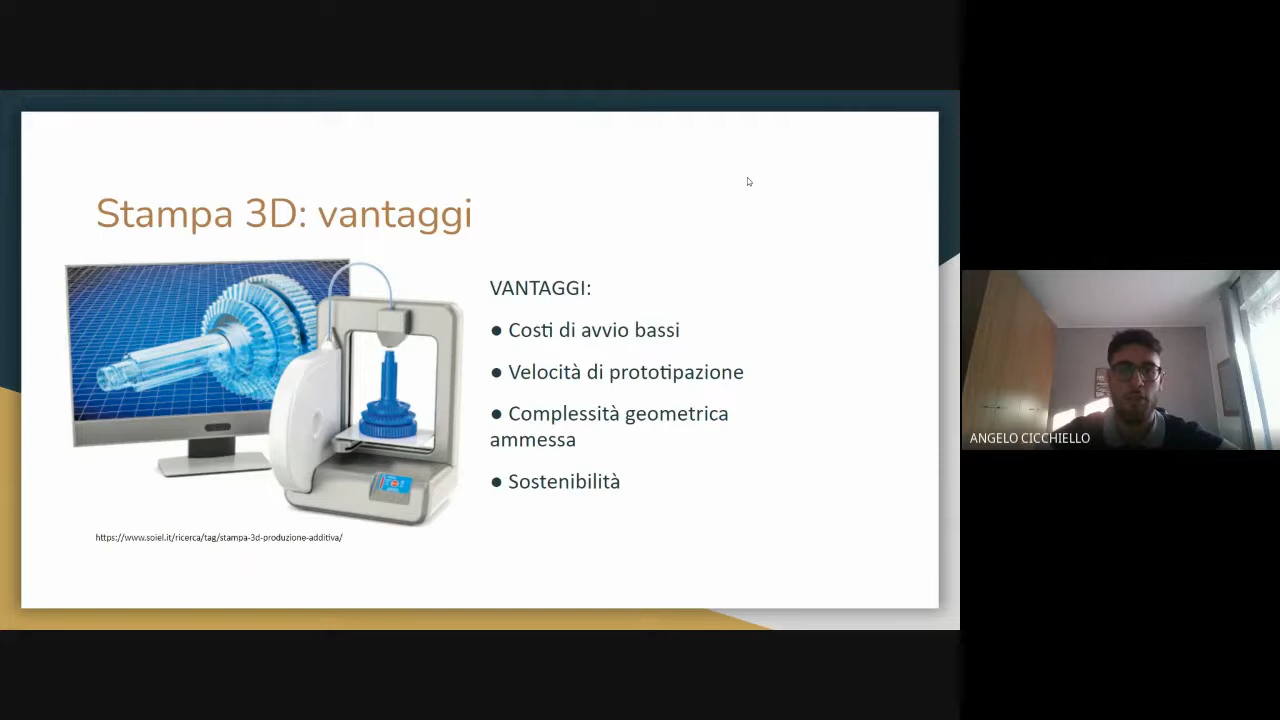 Stampa 3D: vantaggi
VANTAGGI:
● Costi di avvio bassi
● Velocità di prototipazione
● Complessità geometrica
ammessa
● Sostenibilità
https://www.soiel.it/ricerca/tag/stampa-3d-produzione-additiva/
ANGELO CICCHIELLO